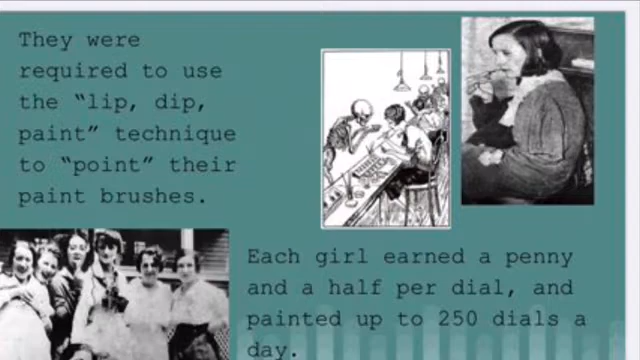 They were
required to use
the “lip, dip,
paint” technique
to “point” their
paint brushes.
Each girl earned a penny
and a half per dial, and
painted up to 250 dials a
day.